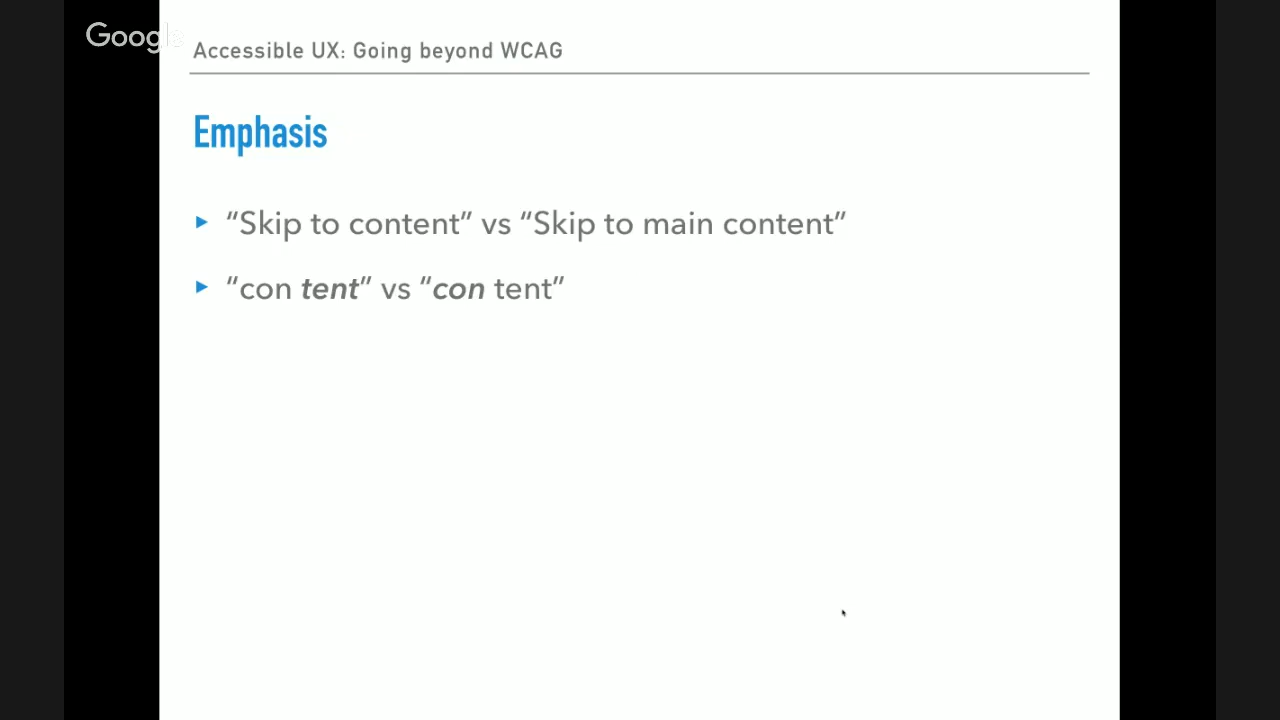 Google
Accessible UX: Going beyond WCAG
Emphasis
“Skip to content” vs “Skip to main content”
“con tent” vs “con tent”